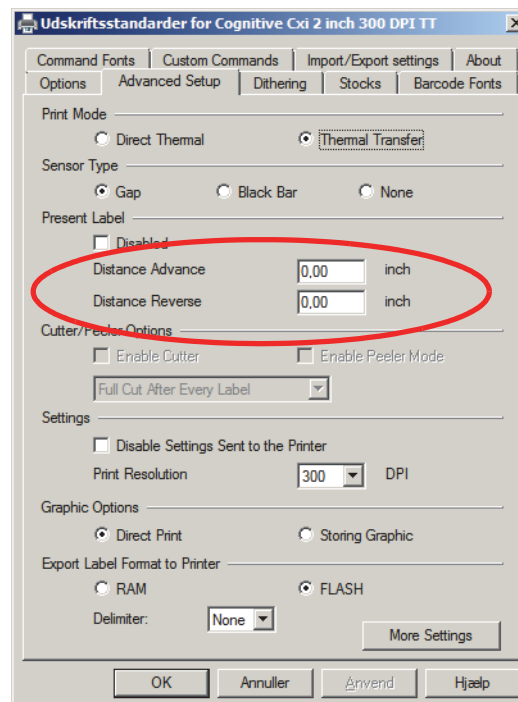 Udskriftsstandarder for Cognitive Cxi 2 inch 300 DPI TT
Command Fonts Custom Commands Import/Export settings About
Options Advanced Setup Dithering Stocks Barcode Fonts
Print Mode
Direct Thermal Thermal Transfer
Sensor Type
Gap Black Bar None
Present Label
Disabled
Distance Advance 0,00 inch
Distance Reverse 0,00 inch
Cutter/Peeler Options
Enable Cutter Enable Peeler Mode
Full Cut After Every Label
Settings
Disable Settings Sent to the Printer
Print Resolution 300 DPI
Graphic Options
Direct Print Storing Graphic
Export Label Format to Printer
RAM FLASH
Delimiter: None
More Settings
OK Annuller Anvend Hjælp